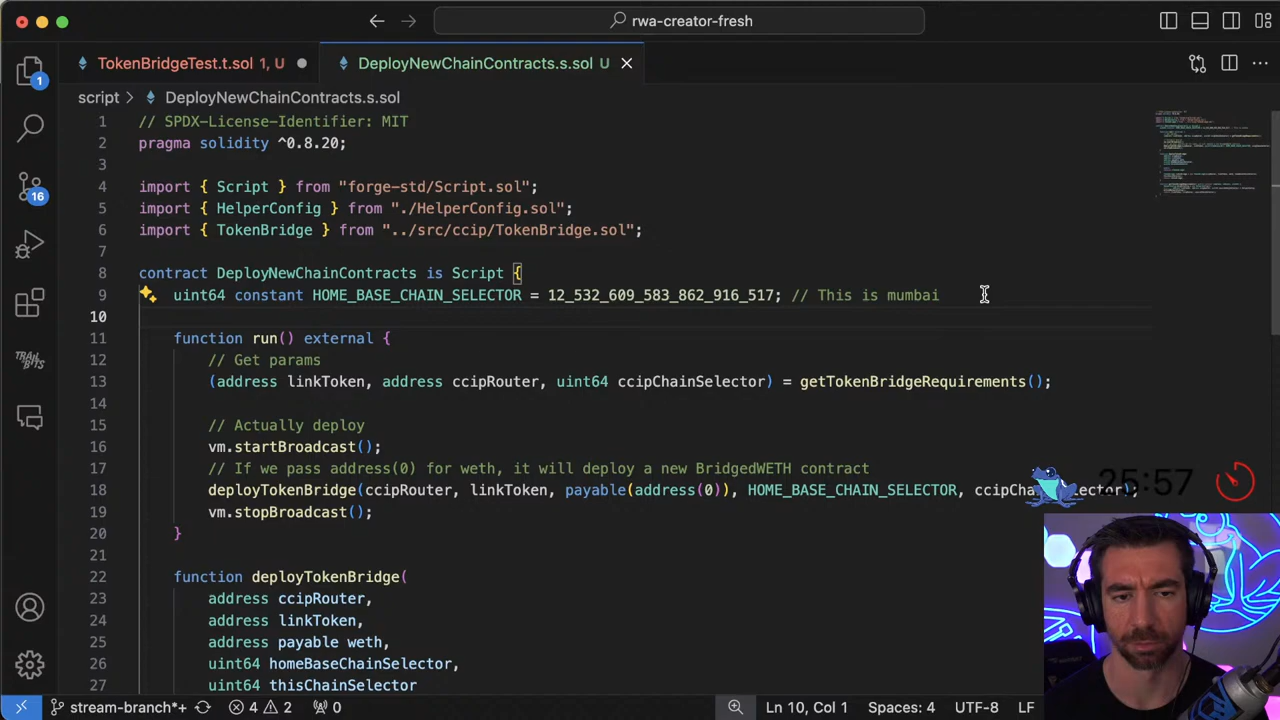 rwa-creator-fresh
TokenBridgeTest.t.sol 1, U
DeployNewChainContracts.s.sol U
script > DeployNewChainContracts.s.sol
1 // SPDX-License-Identifier: MIT
2 pragma solidity ^0.8.20;
3
4 import { Script } from "forge-std/Script.sol";
5 import { HelperConfig } from "./HelperConfig.sol";
6 import { TokenBridge } from "../src/ccip/TokenBridge.sol";
7
8 contract DeployNewChainContracts is Script {
9 uint64 constant HOME_BASE_CHAIN_SELECTOR = 12_532_609_583_862_916_517; // This is mumbai
10
11 function run() external {
12 // Get params
13 (address linkToken, address ccipRouter, uint64 ccipChainSelector) = getTokenBridgeRequirements();
14
15 // Actually deploy
16 vm.startBroadcast();
17 // If we pass address(0) for weth, it will deploy a new BridgedWETH contract
18 deployTokenBridge(ccipRouter, linkToken, payable(address(0)), HOME_BASE_CHAIN_SELECTOR, ccipChainSelector);
19 vm.stopBroadcast();
20 }
21
22 function deployTokenBridge(
23 address ccipRouter,
24 address linkToken,
25 address payable weth,
26 uint64 homeBaseChainSelector,
27 uint64 thisChainSelector
1
16
TRAIL OF BITS
25:57
stream-branch*+ 4 2 0 Ln 10, Col 1 Spaces: 4 UTF-8 LF